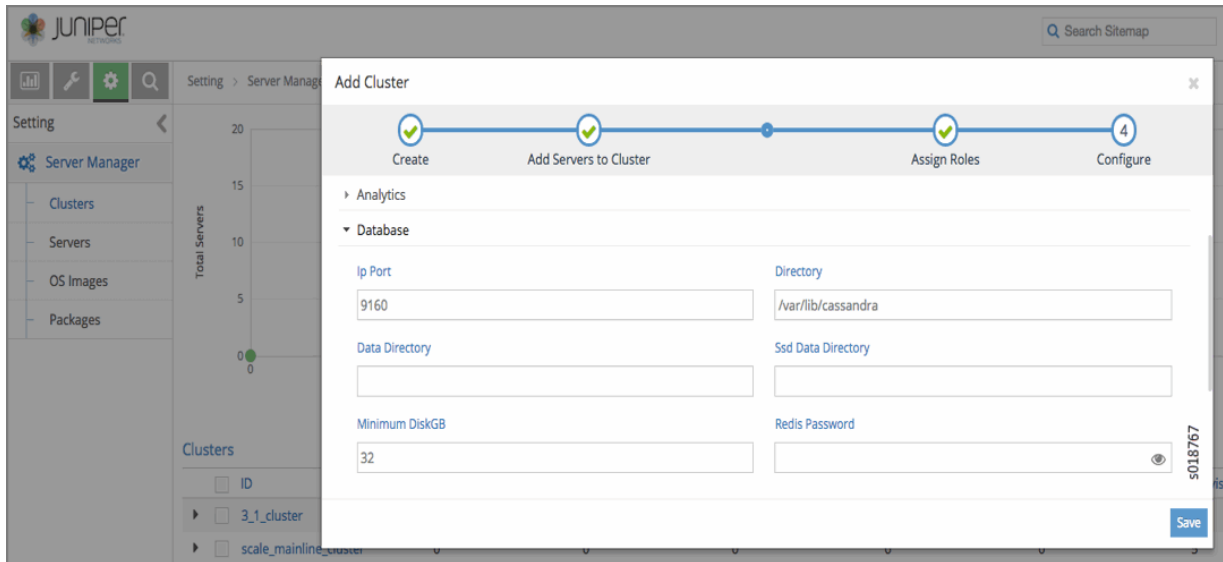 JUNIPER
NETWORKS
Search Sitemap
Setting > Server Manage
Add Cluster
×
Setting
Server Manager
Clusters
Servers
OS Images
Packages
20
15
10
5
0
0
Total Servers
Create
Add Servers to Cluster
Assign Roles
4
Configure
Analytics
Database
Ip Port
Directory
9160
/var/lib/cassandra
Data Directory
Ssd Data Directory
Minimum DiskGB
Redis Password
32
s018767
Save
Clusters
ID
3_1_cluster
scale_mainline_cluster